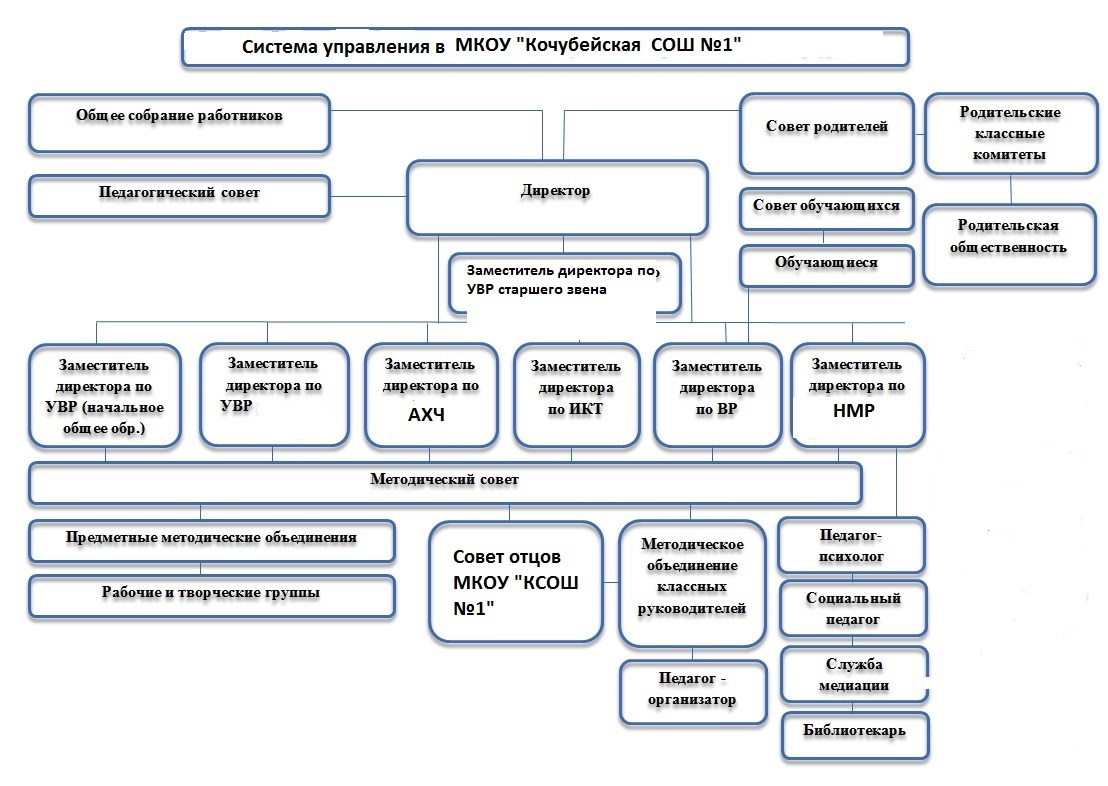 Система управления в МКОУ "Кочубейская СОШ №1"
Общее собрание работников
Совет родителей
Родительские
классные
комитеты
Педагогический совет
Директор
Совет обучающихся
Родительская
общественность
Обучающиеся
Заместитель директора по,
УВР старшего звена
Заместитель
директора по
УВР (начальное
общее обр.)
Заместитель
директора по
УВР
Заместитель
директора по
АХЧ
Заместитель
директора
по ИКТ
Заместитель
директора
по ВР
Заместитель
директора по
НМР
Методический совет
Предметные методические объединения
Рабочие и творческие группы
Совет отцов
МКОУ "КСОШ
№1"
Методическое
объединение
классных
руководителей
Педагог -
организатор
Педагог-
психолог
Социальный
педагог
Служба
медиации
Библиотекарь